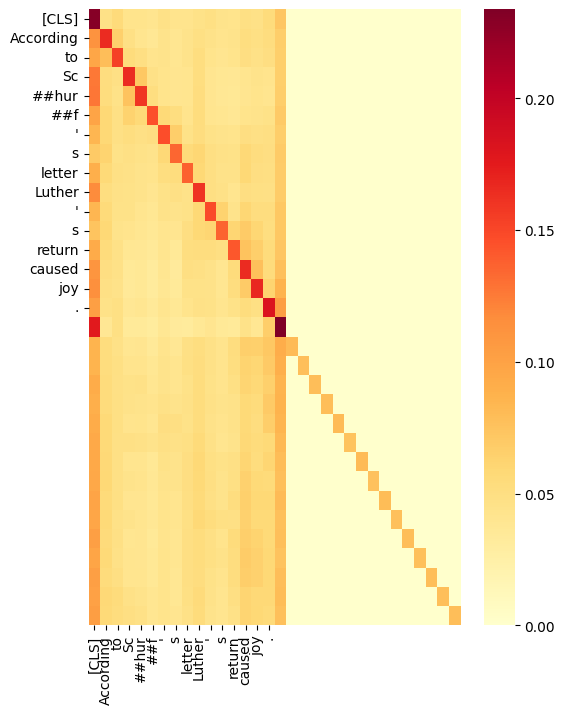 [CLS]
According
to
Sc
##hur
##f
'
s
letter
Luther
'
s
return
caused
joy
.
0.20
0.15
0.10
0.05
0.00
[CLS]
According
to
Sc
##hur
##f
'
s
letter
Luther
'
s
return
caused
joy
.